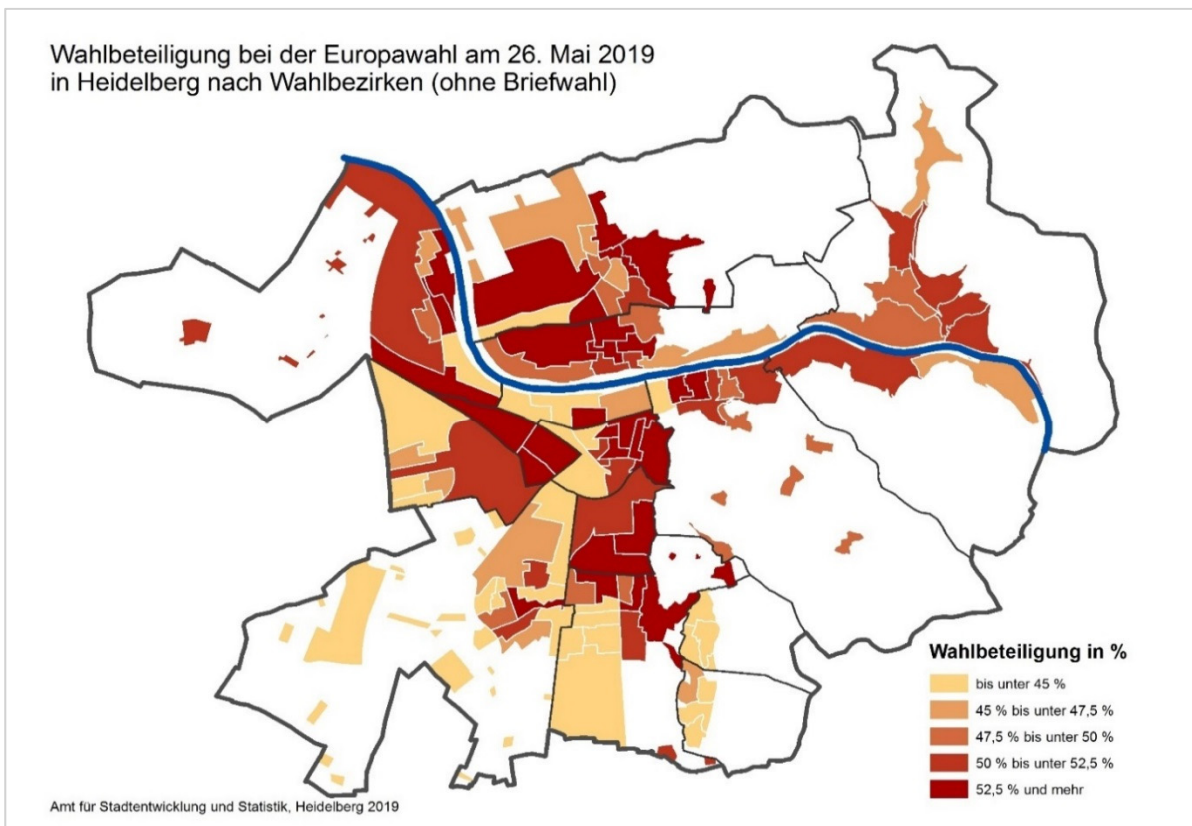 Wahlbeteiligung bei der Europawahl am 26. Mai 2019
in Heidelberg nach Wahlbezirken (ohne Briefwahl)
Wahlbeteiligung in %
bis unter 45 %
45 % bis unter 47,5 %
47,5 % bis unter 50 %
50 % bis unter 52,5 %
52,5 % und mehr
Amt für Stadtentwicklung und Statistik, Heidelberg 2019